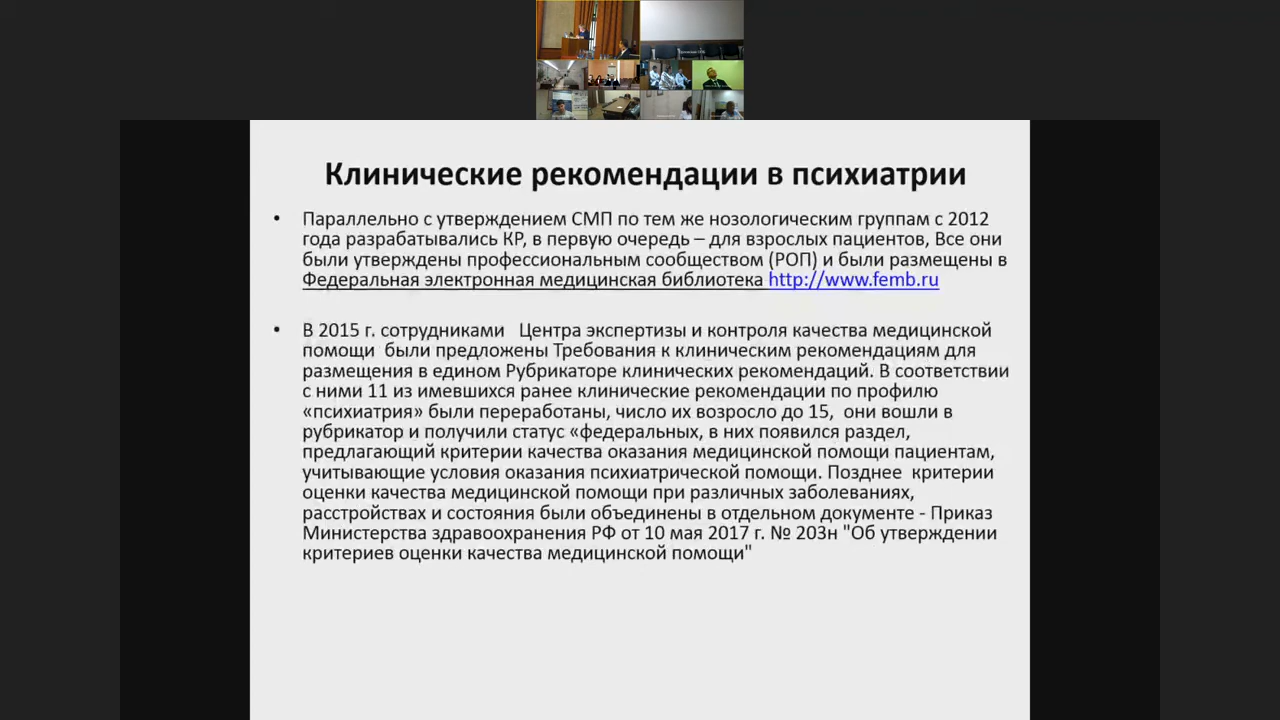 Клинические рекомендации в психиатрии
• Параллельно с утверждением СМП по тем же нозологическим группам с 2012
года разрабатывались КР, в первую очередь – для взрослых пациентов, Все они
были утверждены профессиональным сообществом (РОП) и были размещены в
Федеральная электронная медицинская библиотека http://www.femb.ru
• В 2015 г. сотрудниками Центра экспертизы и контроля качества медицинской
помощи были предложены Требования к клиническим рекомендациям для
размещения в едином Рубрикаторе клинических рекомендаций. В соответствии
с ними 11 из имевшихся ранее клинические рекомендации по профилю
«психиатрия» были переработаны, число их возросло до 15, они вошли в
рубрикатор и получили статус «федеральных, в них появился раздел,
предлагающий критерии качества оказания медицинской помощи пациентам,
учитывающие условия оказания психиатрической помощи. Позднее критерии
оценки качества медицинской помощи при различных заболеваниях,
расстройствах и состояния были объединены в отдельном документе - Приказ
Министерства здравоохранения РФ от 10 мая 2017 г. № 203н "Об утверждении
критериев оценки качества медицинской помощи"